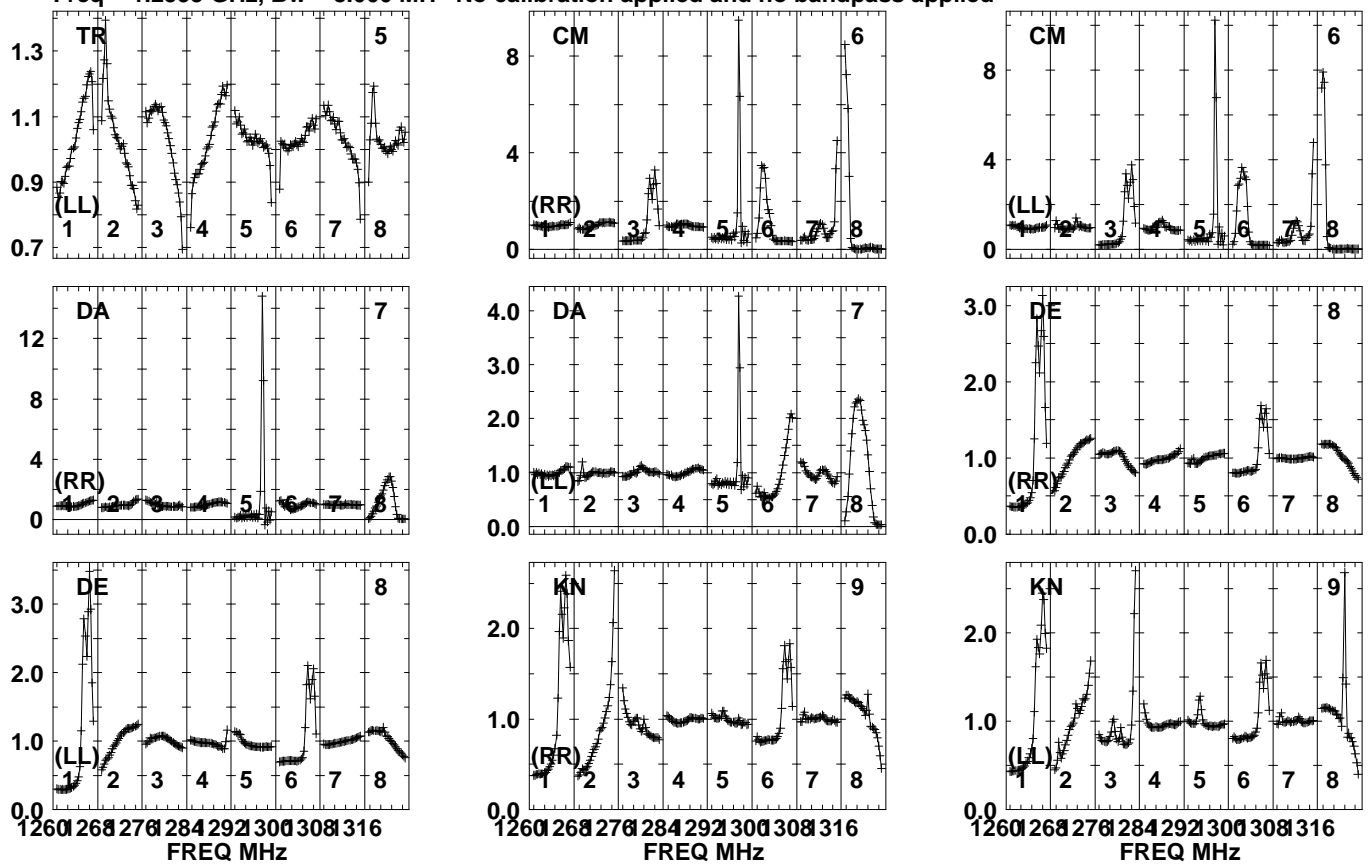 Freq = GHz, Bw = No calibration applied and no bandpass applied
TR 5
1.3
1.1
0.9
0.7
(LL)
1 2 3 4 5 6 7 8
CM 6
8
4
0
(RR)
1 2 3 4 5 6 7 8
CM 6
8
4
0
(LL)
1 2 3 4 5 6 7 8
DA 7
12
8
4
0
(RR)
1 2 3 4 5 6 7 8
DA 7
4.0
3.0
2.0
1.0
0.0
(LL)
1 2 3 4 5 6 7 8
DE 8
3.0
2.0
1.0
0.0
(RR)
1 2 3 4 5 6 7 8
DE 8
3.0
2.0
1.0
0.0
(LL)
1 2 3 4 5 6 7 8
KN 9
2.0
1.0
0.0
(RR)
1 2 3 4 5 6 7 8
KN 9
2.0
1.0
0.0
(LL)
1 2 3 4 5 6 7 8
1260 1268 1276 1284 1292 1300 1308 1316
FREQ MHz
1260 1268 1276 1284 1292 1300 1308 1316
FREQ MHz
1260 1268 1276 1284 1292 1300 1308 1316
FREQ MHz